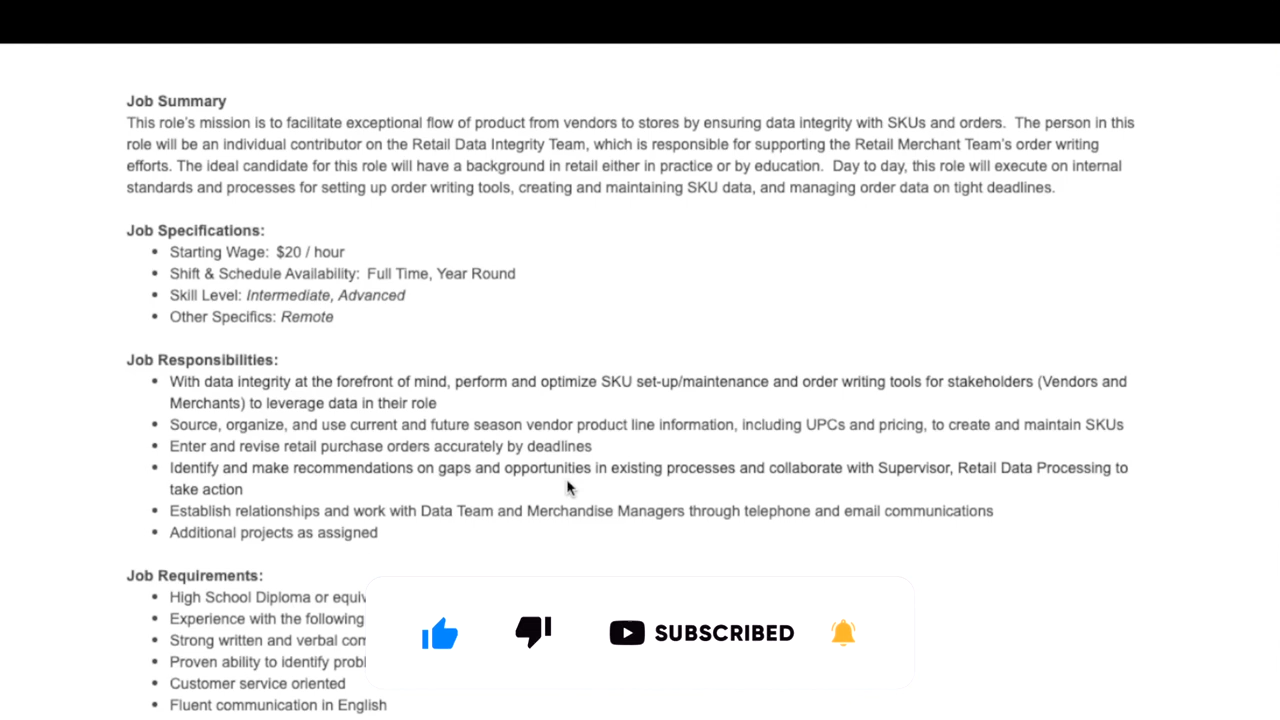 Job Summary
This role's mission is to facilitate exceptional flow of product from vendors to stores by ensuring data integrity with SKUs and orders.  The person in this
role will be an individual contributor on the Retail Data Integrity Team, which is responsible for supporting the Retail Merchant Team's order writing
efforts. The ideal candidate for this role will have a background in retail either in practice or by education.  Day to day, this role will execute on internal
standards and processes for setting up order writing tools, creating and maintaining SKU data, and managing order data on tight deadlines.
Job Specifications:
• Starting Wage:  $20 / hour
• Shift & Schedule Availability:  Full Time, Year Round
• Skill Level: Intermediate, Advanced
• Other Specifics: Remote
Job Responsibilities:
• With data integrity at the forefront of mind, perform and optimize SKU set-up/maintenance and order writing tools for stakeholders (Vendors and
Merchants) to leverage data in their role
• Source, organize, and use current and future season vendor product line information, including UPCs and pricing, to create and maintain SKUs
• Enter and revise retail purchase orders accurately by deadlines
• Identify and make recommendations on gaps and opportunities in existing processes and collaborate with Supervisor, Retail Data Processing to
take action
• Establish relationships and work with Data Team and Merchandise Managers through telephone and email communications
• Additional projects as assigned
Job Requirements:
• High School Diploma or
• Experience with the following
• Strong written and verbal
• Proven ability to identify
• Customer service oriented
• Fluent communication in English
SUBSCRIBED